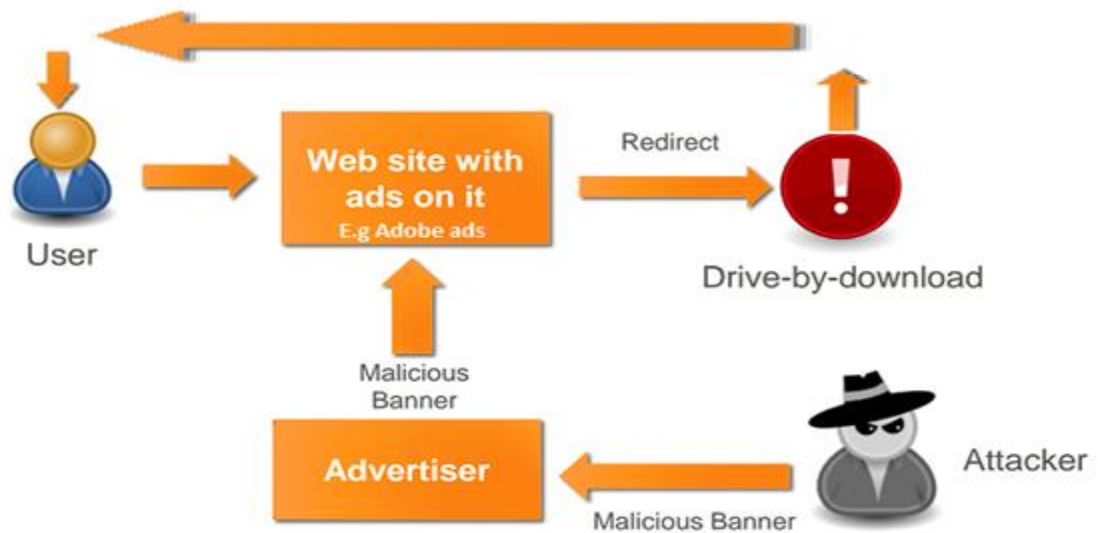 User
Web site with
ads on it
E.g Adobe ads
Redirect
!
Drive-by-download
Malicious
Banner
Advertiser
Malicious Banner
Attacker